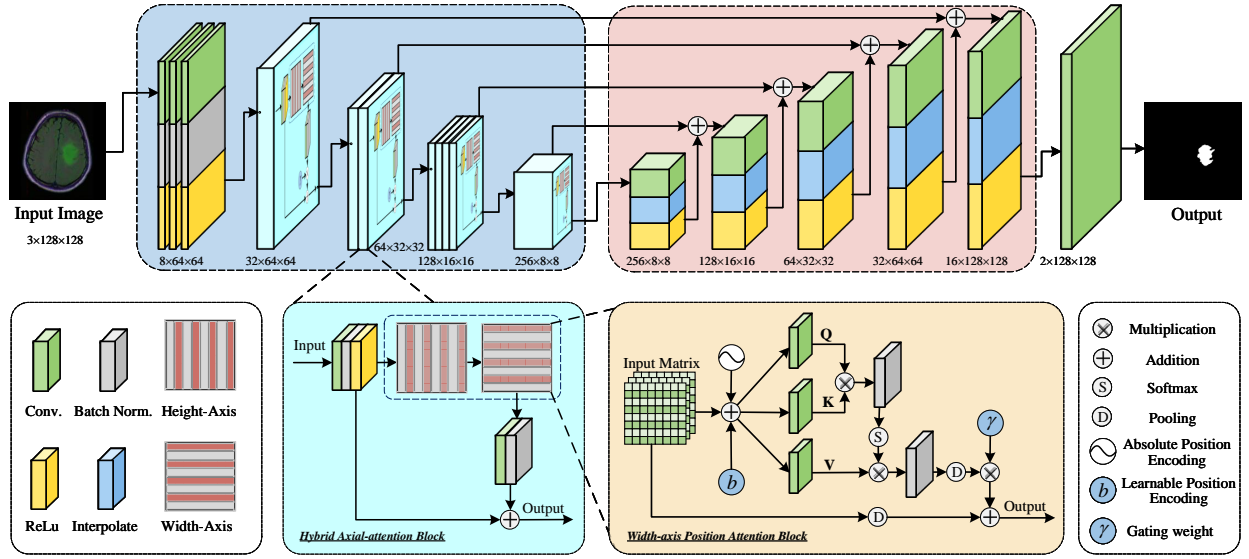 Input Image
3×128×128
8×64×64
32×64×64
64×32×32
128×16×16
256×8×8
256×8×8
128×16×16
64×32×32
32×64×64
16×128×128
2×128×128
Output
Conv.
Batch Norm.
Height-Axis
ReLu
Interpolate
Width-Axis
Input
Output
Hybrid Axial-attention Block
Input Matrix
b
Q
K
V
S
D
γ
D
Output
Width-axis Position Attention Block
Multiplication
Addition
S
Softmax
D
Pooling
Absolute Position
Encoding
b
Learnable Position
Encoding
γ
Gating weight